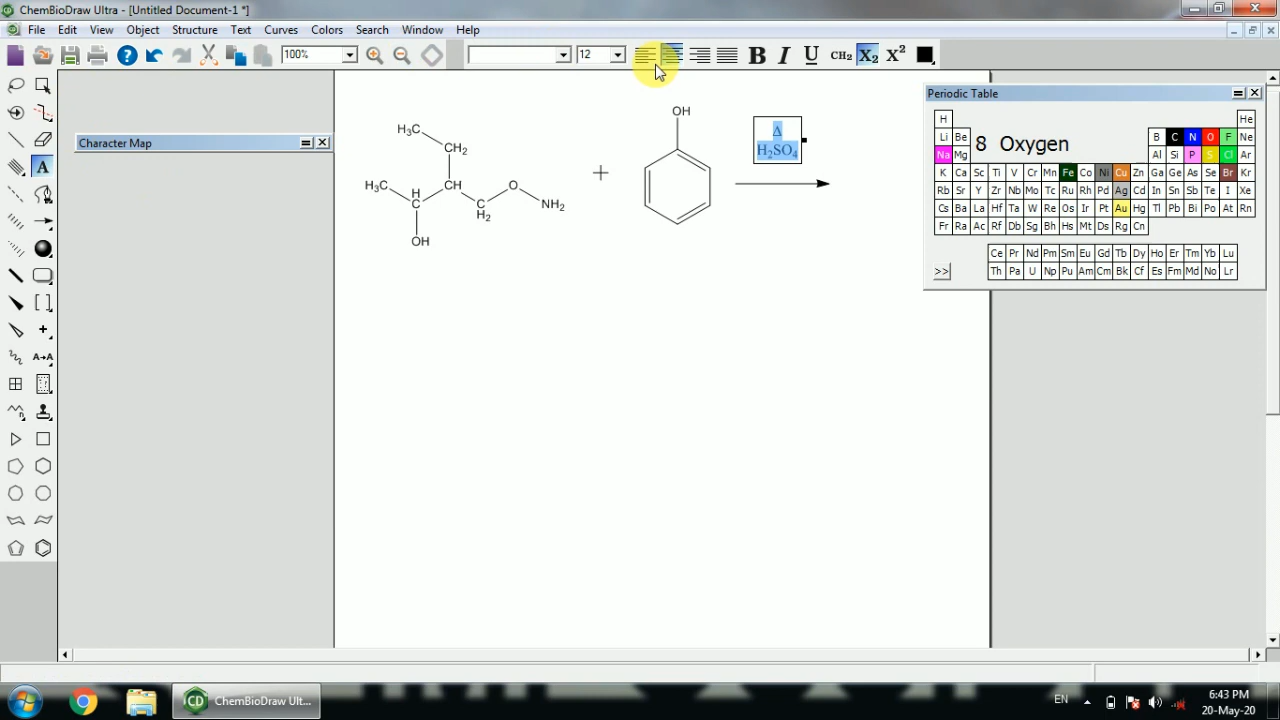 ChemBioDraw Ultra - [Untitled Document-1 *]
File Edit View Object Structure Text Curves Colors Search Window Help
100% 12 B I U CH2 X2 X2
Character Map
Periodic Table
8 Oxygen
H He
Li Be B C N O F Ne
Na Mg Al Si P S Cl Ar
K Ca Sc Ti V Cr Mn Fe Co Ni Cu Zn Ga Ge As Se Br Kr
Rb Sr Y Zr Nb Mo Tc Ru Rh Pd Ag Cd In Sn Sb Te I Xe
Cs Ba La Hf Ta W Re Os Ir Pt Au Hg Tl Pb Bi Po At Rn
Fr Ra Ac Rf Db Sg Bh Hs Mt Ds Rg Cn
Ce Pr Nd Pm Sm Eu Gd Tb Dy Ho Er Tm Yb Lu
>> Th Pa U Np Pu Am Cm Bk Cf Es Fm Md No Lr
H3C
CH2
H3C
H
C
CH
C
H2
O
NH2
OH
+
OH
Δ
H2SO4
A
A→A
ChemBioDraw Ult...
EN
6:43 PM
20-May-20